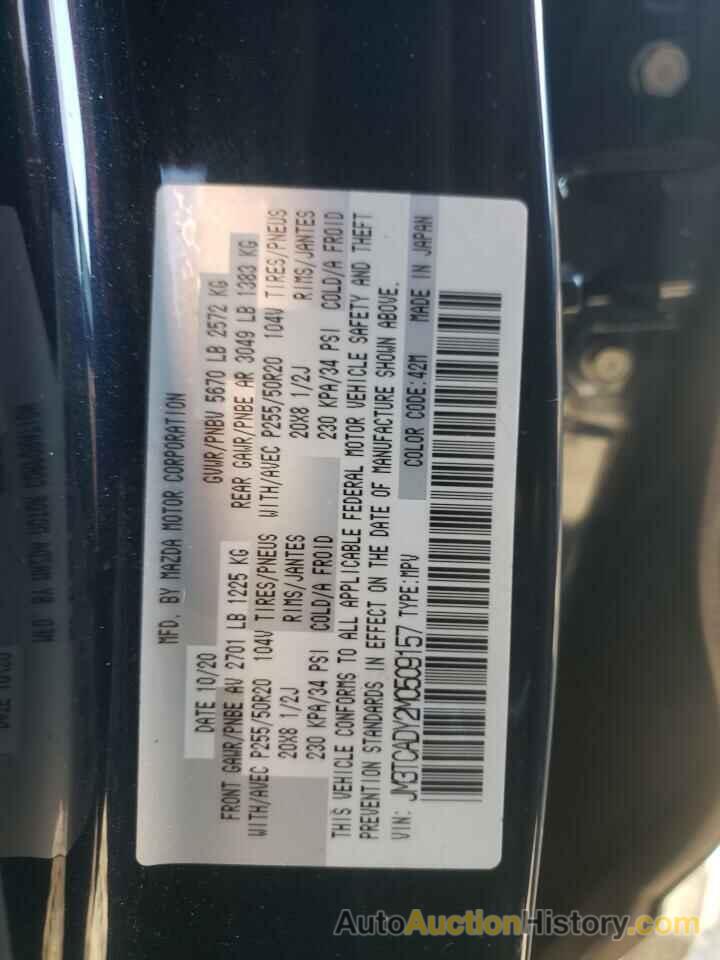 MFD. BY MAZDA MOTOR CORPORATION
DATE 10/20 GVWR/PNBV 5670 LB 2572 KG
FRONT GAWR/PNBE AV 2701 LB 1225 KG REAR GAWR/PNBE AR 3049 LB 1383 KG
WITH/AVEC P255/50R20 104V TIRES/PNEUS WITH/AVEC P255/50R20 104V TIRES/PNEUS
20X8 1/2J RIMS/JANTES 20X8 1/2J RIMS/JANTES
230 KPA/34 PSI COLD/A FROID 230 KPA/34 PSI COLD/A FROID
THIS VEHICLE CONFORMS TO ALL APPLICABLE FEDERAL MOTOR VEHICLE SAFETY AND THEFT
PREVENTION STANDARDS IN EFFECT ON THE DATE OF MANUFACTURE SHOWN ABOVE.
VIN: JM3TCADY2M0509157 TYPE:MPV COLOR CODE:42M MADE IN JAPAN
AutoAuctionHistory.com